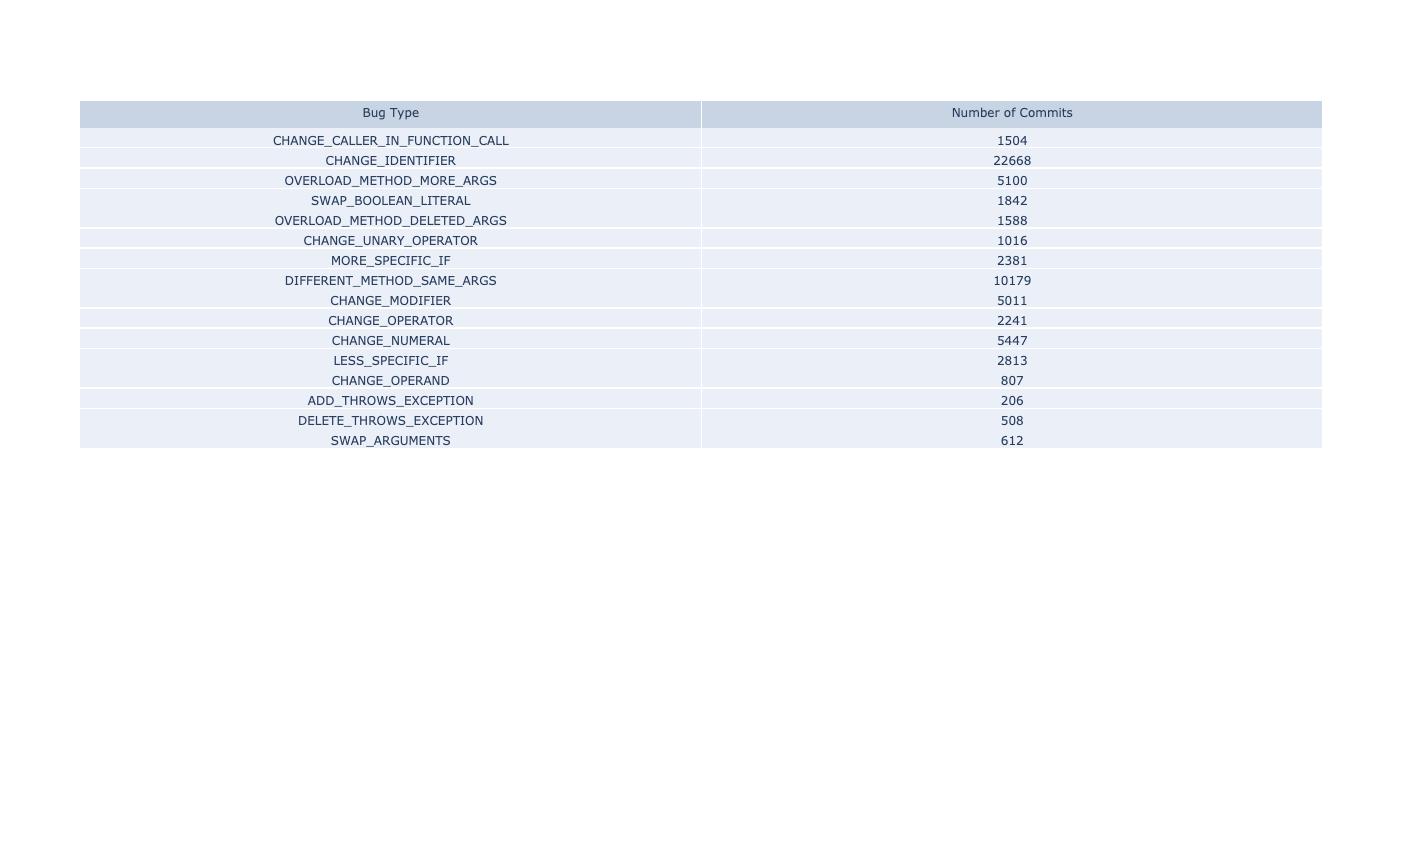 Bug Type Number of Commits
CHANGE_CALLER_IN_FUNCTION_CALL 1504
CHANGE_IDENTIFIER 22668
OVERLOAD_METHOD_MORE_ARGS 5100
SWAP_BOOLEAN_LITERAL 1842
OVERLOAD_METHOD_DELETED_ARGS 1588
CHANGE_UNARY_OPERATOR 1016
MORE_SPECIFIC_IF 2381
DIFFERENT_METHOD_SAME_ARGS 10179
CHANGE_MODIFIER 5011
CHANGE_OPERATOR 2241
CHANGE_NUMERAL 5447
LESS_SPECIFIC_IF 2813
CHANGE_OPERAND 807
ADD_THROWS_EXCEPTION 206
DELETE_THROWS_EXCEPTION 508
SWAP_ARGUMENTS 612